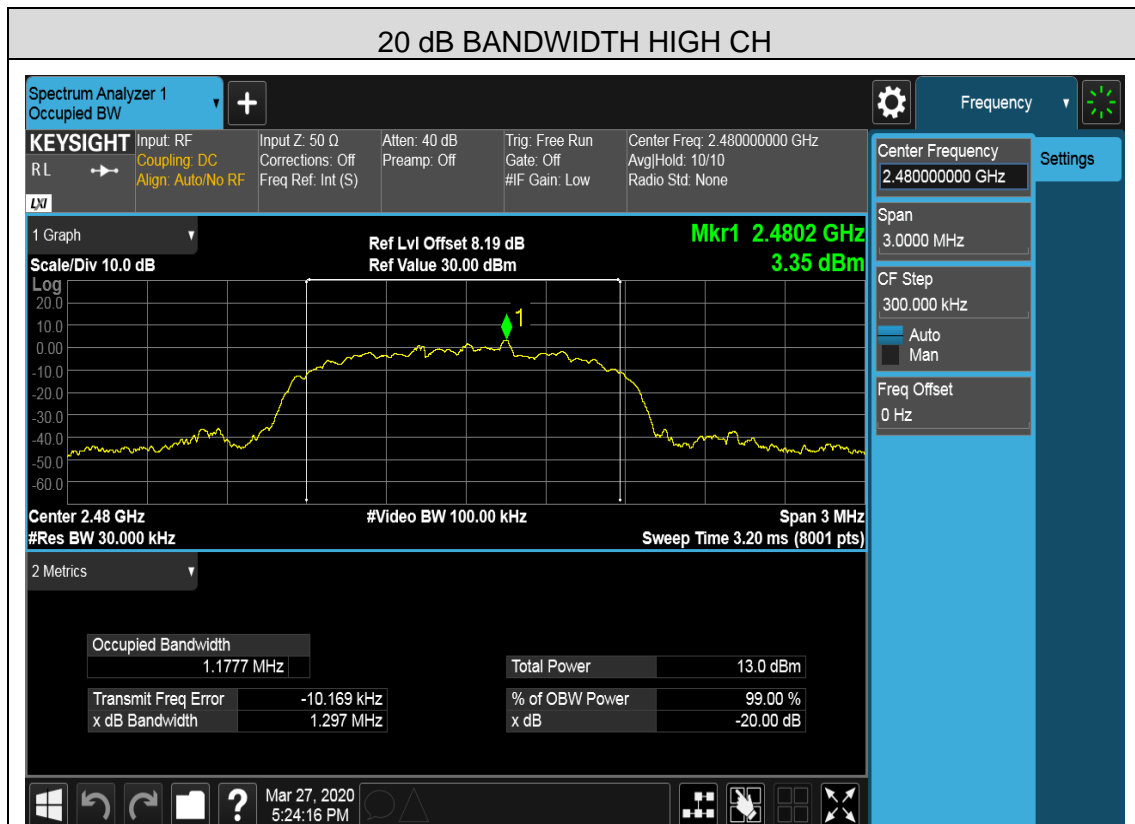 20 dB BANDWIDTH HIGH CH
Spectrum Analyzer 1
Occupied BW
Frequency
KEYSIGHT
RL
LXI
Input: RF
Coupling: DC
Align: Auto/No RF
Input Z: 50 Ω
Corrections: Off
Freq Ref: Int (S)
Atten: 40 dB
Preamp: Off
Trig: Free Run
Gate: Off
#IF Gain: Low
Center Freq: 2.480000000 GHz
Avg|Hold: 10/10
Radio Std: None
Center Frequency
2.480000000 GHz
Settings
Span
3.0000 MHz
CF Step
300.000 kHz
Auto
Man
Freq Offset
0 Hz
1 Graph
Scale/Div 10.0 dB
Ref Lvl Offset 8.19 dB
Ref Value 30.00 dBm
Mkr1 2.4802 GHz
3.35 dBm
Log
20.0
10.0
0.00
-10.0
-20.0
-30.0
-40.0
-50.0
-60.0
1
Center 2.48 GHz
#Video BW 100.00 kHz
Span 3 MHz
#Res BW 30.000 kHz
Sweep Time 3.20 ms (8001 pts)
2 Metrics
Occupied Bandwidth
1.1777 MHz
Total Power 13.0 dBm
Transmit Freq Error -10.169 kHz
% of OBW Power 99.00 %
x dB Bandwidth 1.297 MHz
x dB -20.00 dB
?
Mar 27, 2020
5:24:16 PM